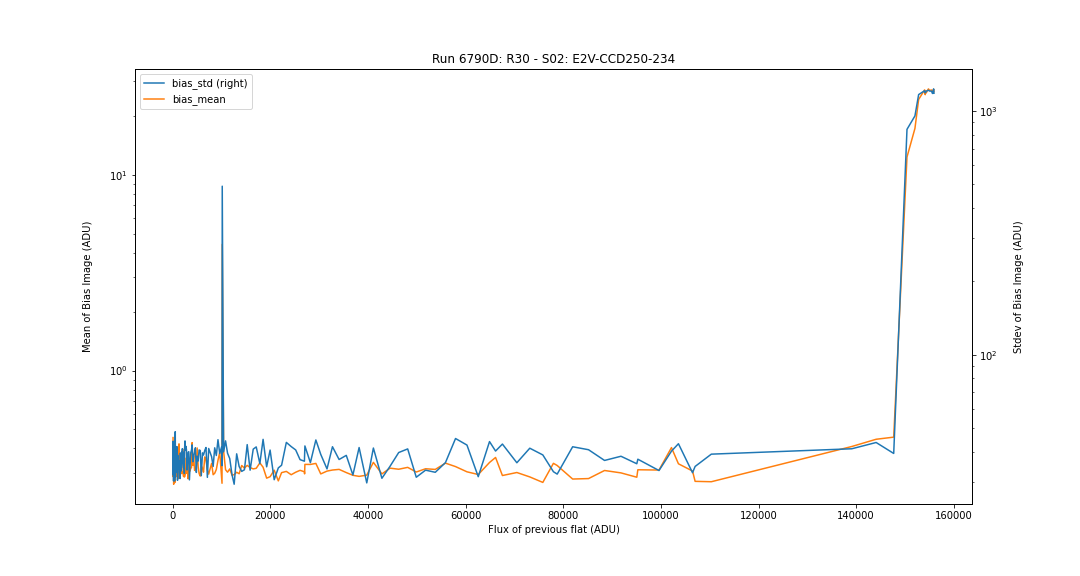 Run 6790D: R30 - S02: E2V-CCD250-234
bias_std (right)
bias_mean
10³
10¹
10²
10⁰
Mean of Bias Image (ADU)
Stdev of Bias Image (ADU)
0 20000 40000 60000 80000 100000 120000 140000 160000
Flux of previous flat (ADU)